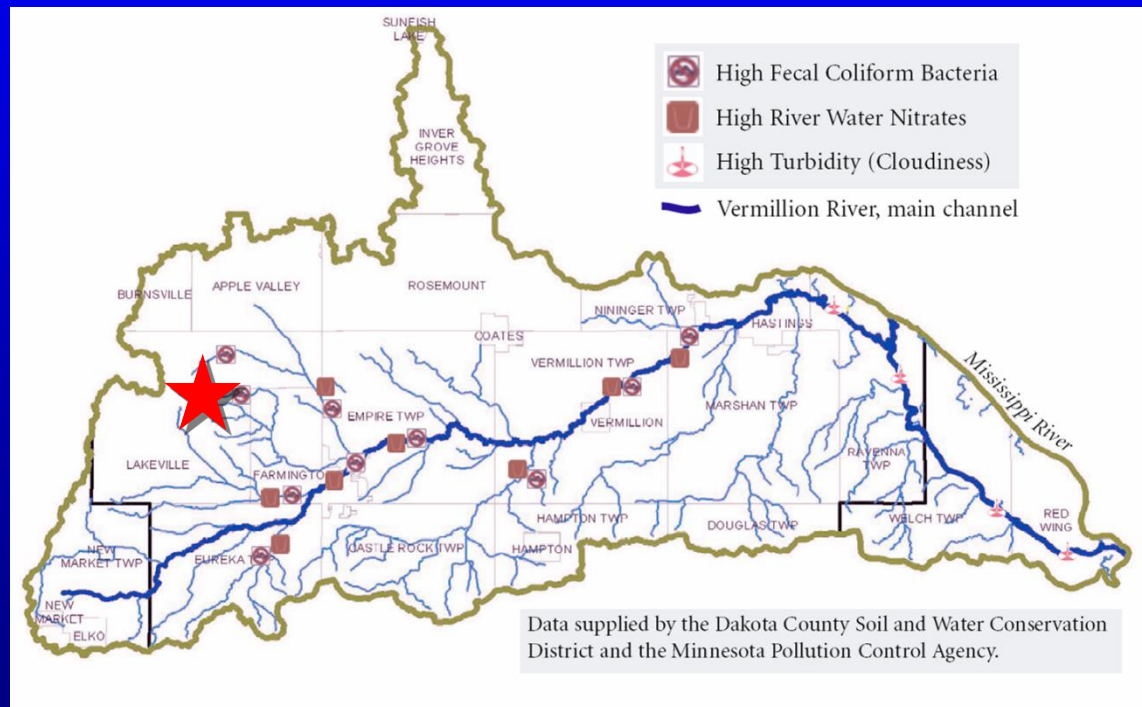 SUNFISH
LAKE
High Fecal Coliform Bacteria
High River Water Nitrates
INVER
GROVE
HEIGHTS
High Turbidity (Cloudiness)
Vermillion River, main channel
BURNSVILLE
APPLE VALLEY
ROSEMOUNT
NININGER TWP
HASTINGS
COATES
VERMILLION TWP
Mississippi River
EMPIRE TWP
VERMILLION
MARSHAN TWP
LAKEVILLE
FARMINGTO
RAVENNA
TWP
HAMPTON TWP
DOUGLAS TWP
WELCH TWP
RED
WING
NEW
MARKET TWP
EUREKA T
CASTLE ROCK TWP
HAMPTON
NEW
MARKET
ELKO
Data supplied by the Dakota County Soil and Water Conservation
District and the Minnesota Pollution Control Agency.